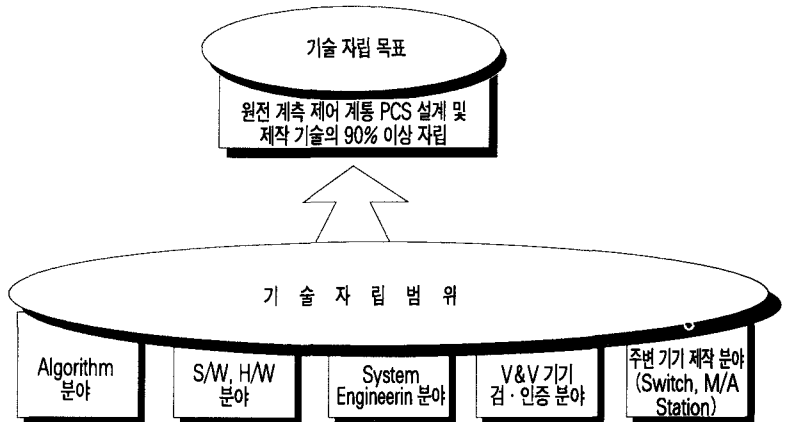 기술 자립 목표
원전 계측 제어 계통 PCS 설계 및
제작 기술의 90% 이상 자립
기 술 자 립 범 위
Algorithm
분야
S/W, H/W
분야
System
Engineerin 분야
V&V 기기
검·인증 분야
주변 기기 제작 분야
(Switch, M/A
Station)